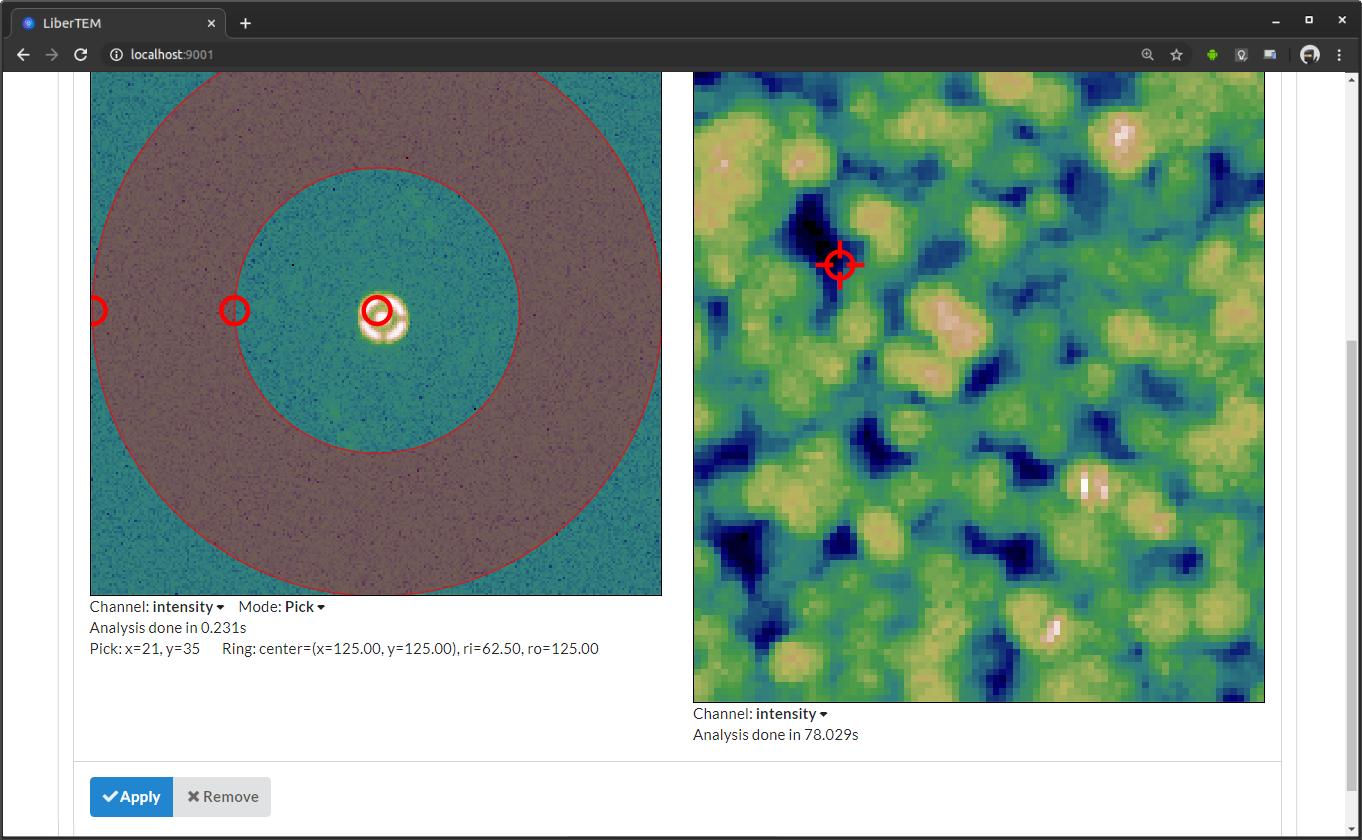 LiberTEM
localhost:9001
Channel: intensity Mode: Pick
Analysis done in 0.231s
Pick: x=21, y=35 Ring: center=(x=125.00, y=125.00), ri=62.50, ro=125.00
Channel: intensity
Analysis done in 78.029s
Apply Remove